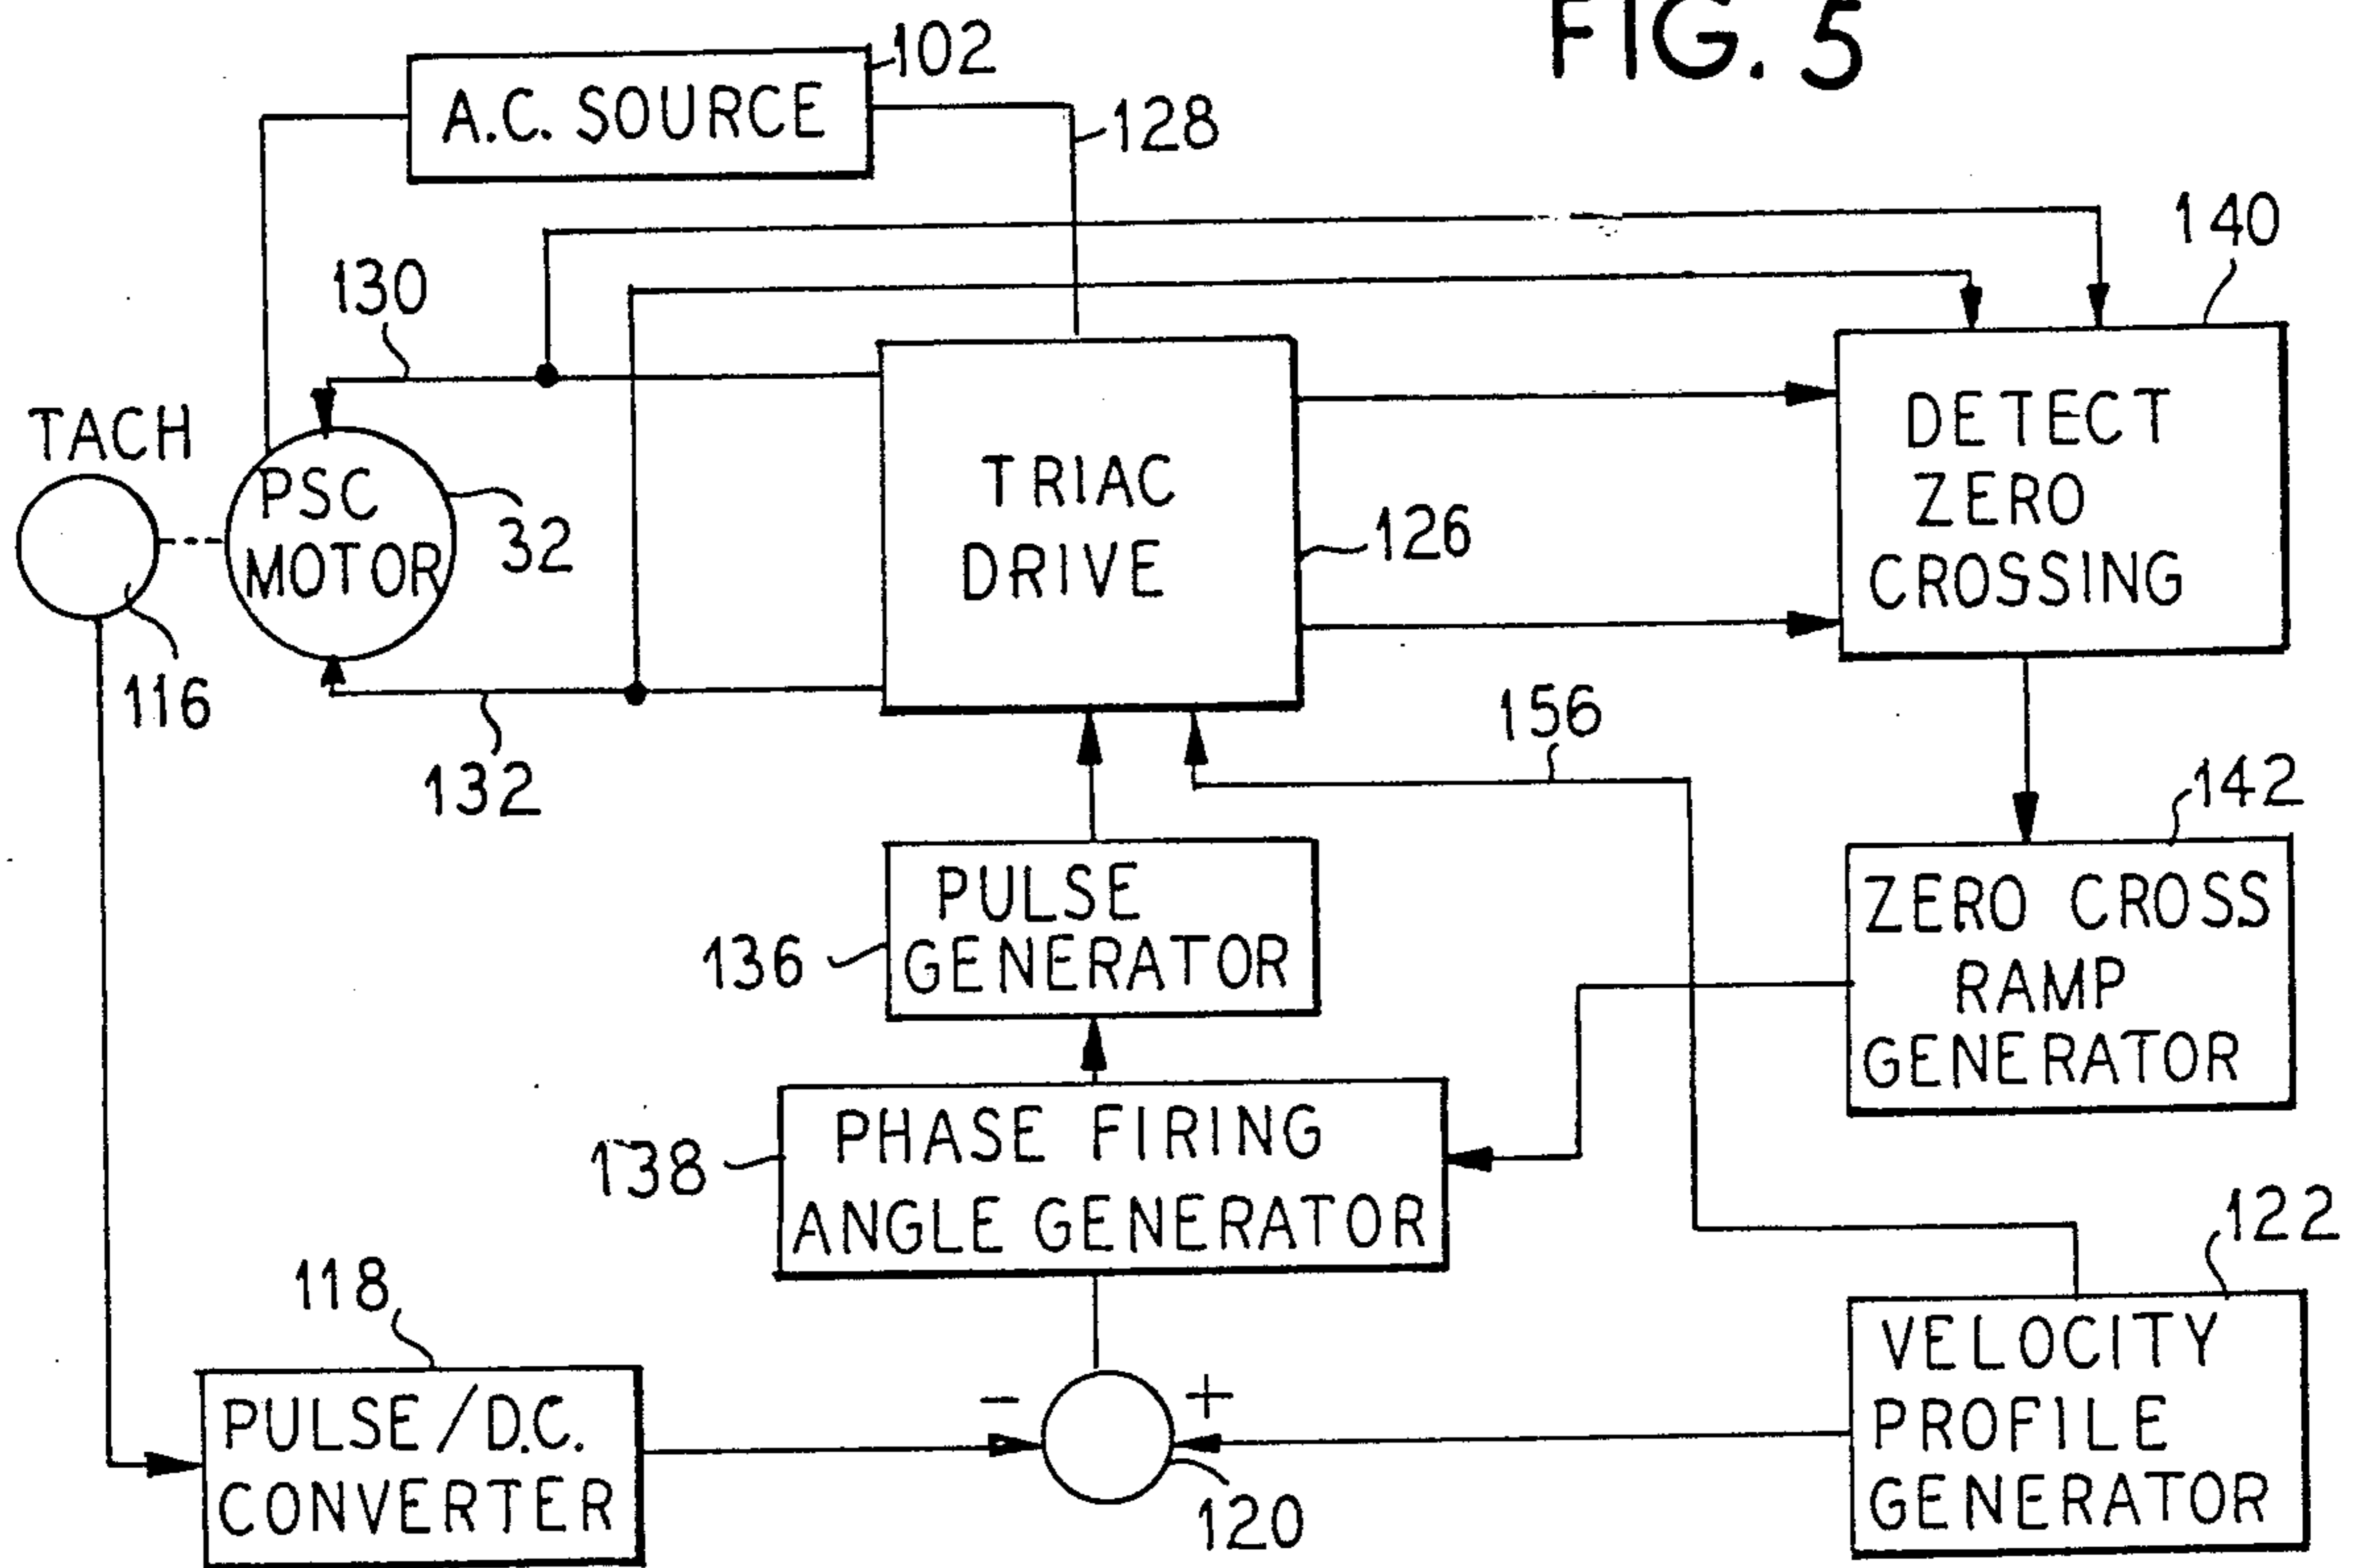 FIG. 5
102
A.C. SOURCE
128
140
130
TACH
PSC
MOTOR
32
TRIAC
DRIVE
126
DETECT
ZERO
CROSSING
116
132
156
142
PULSE
GENERATOR
136
ZERO CROSS
RAMP
GENERATOR
PHASE FIRING
ANGLE GENERATOR
138
122
118
VELOCITY
PROFILE
GENERATOR
PULSE/D.C.
CONVERTER
- +
120